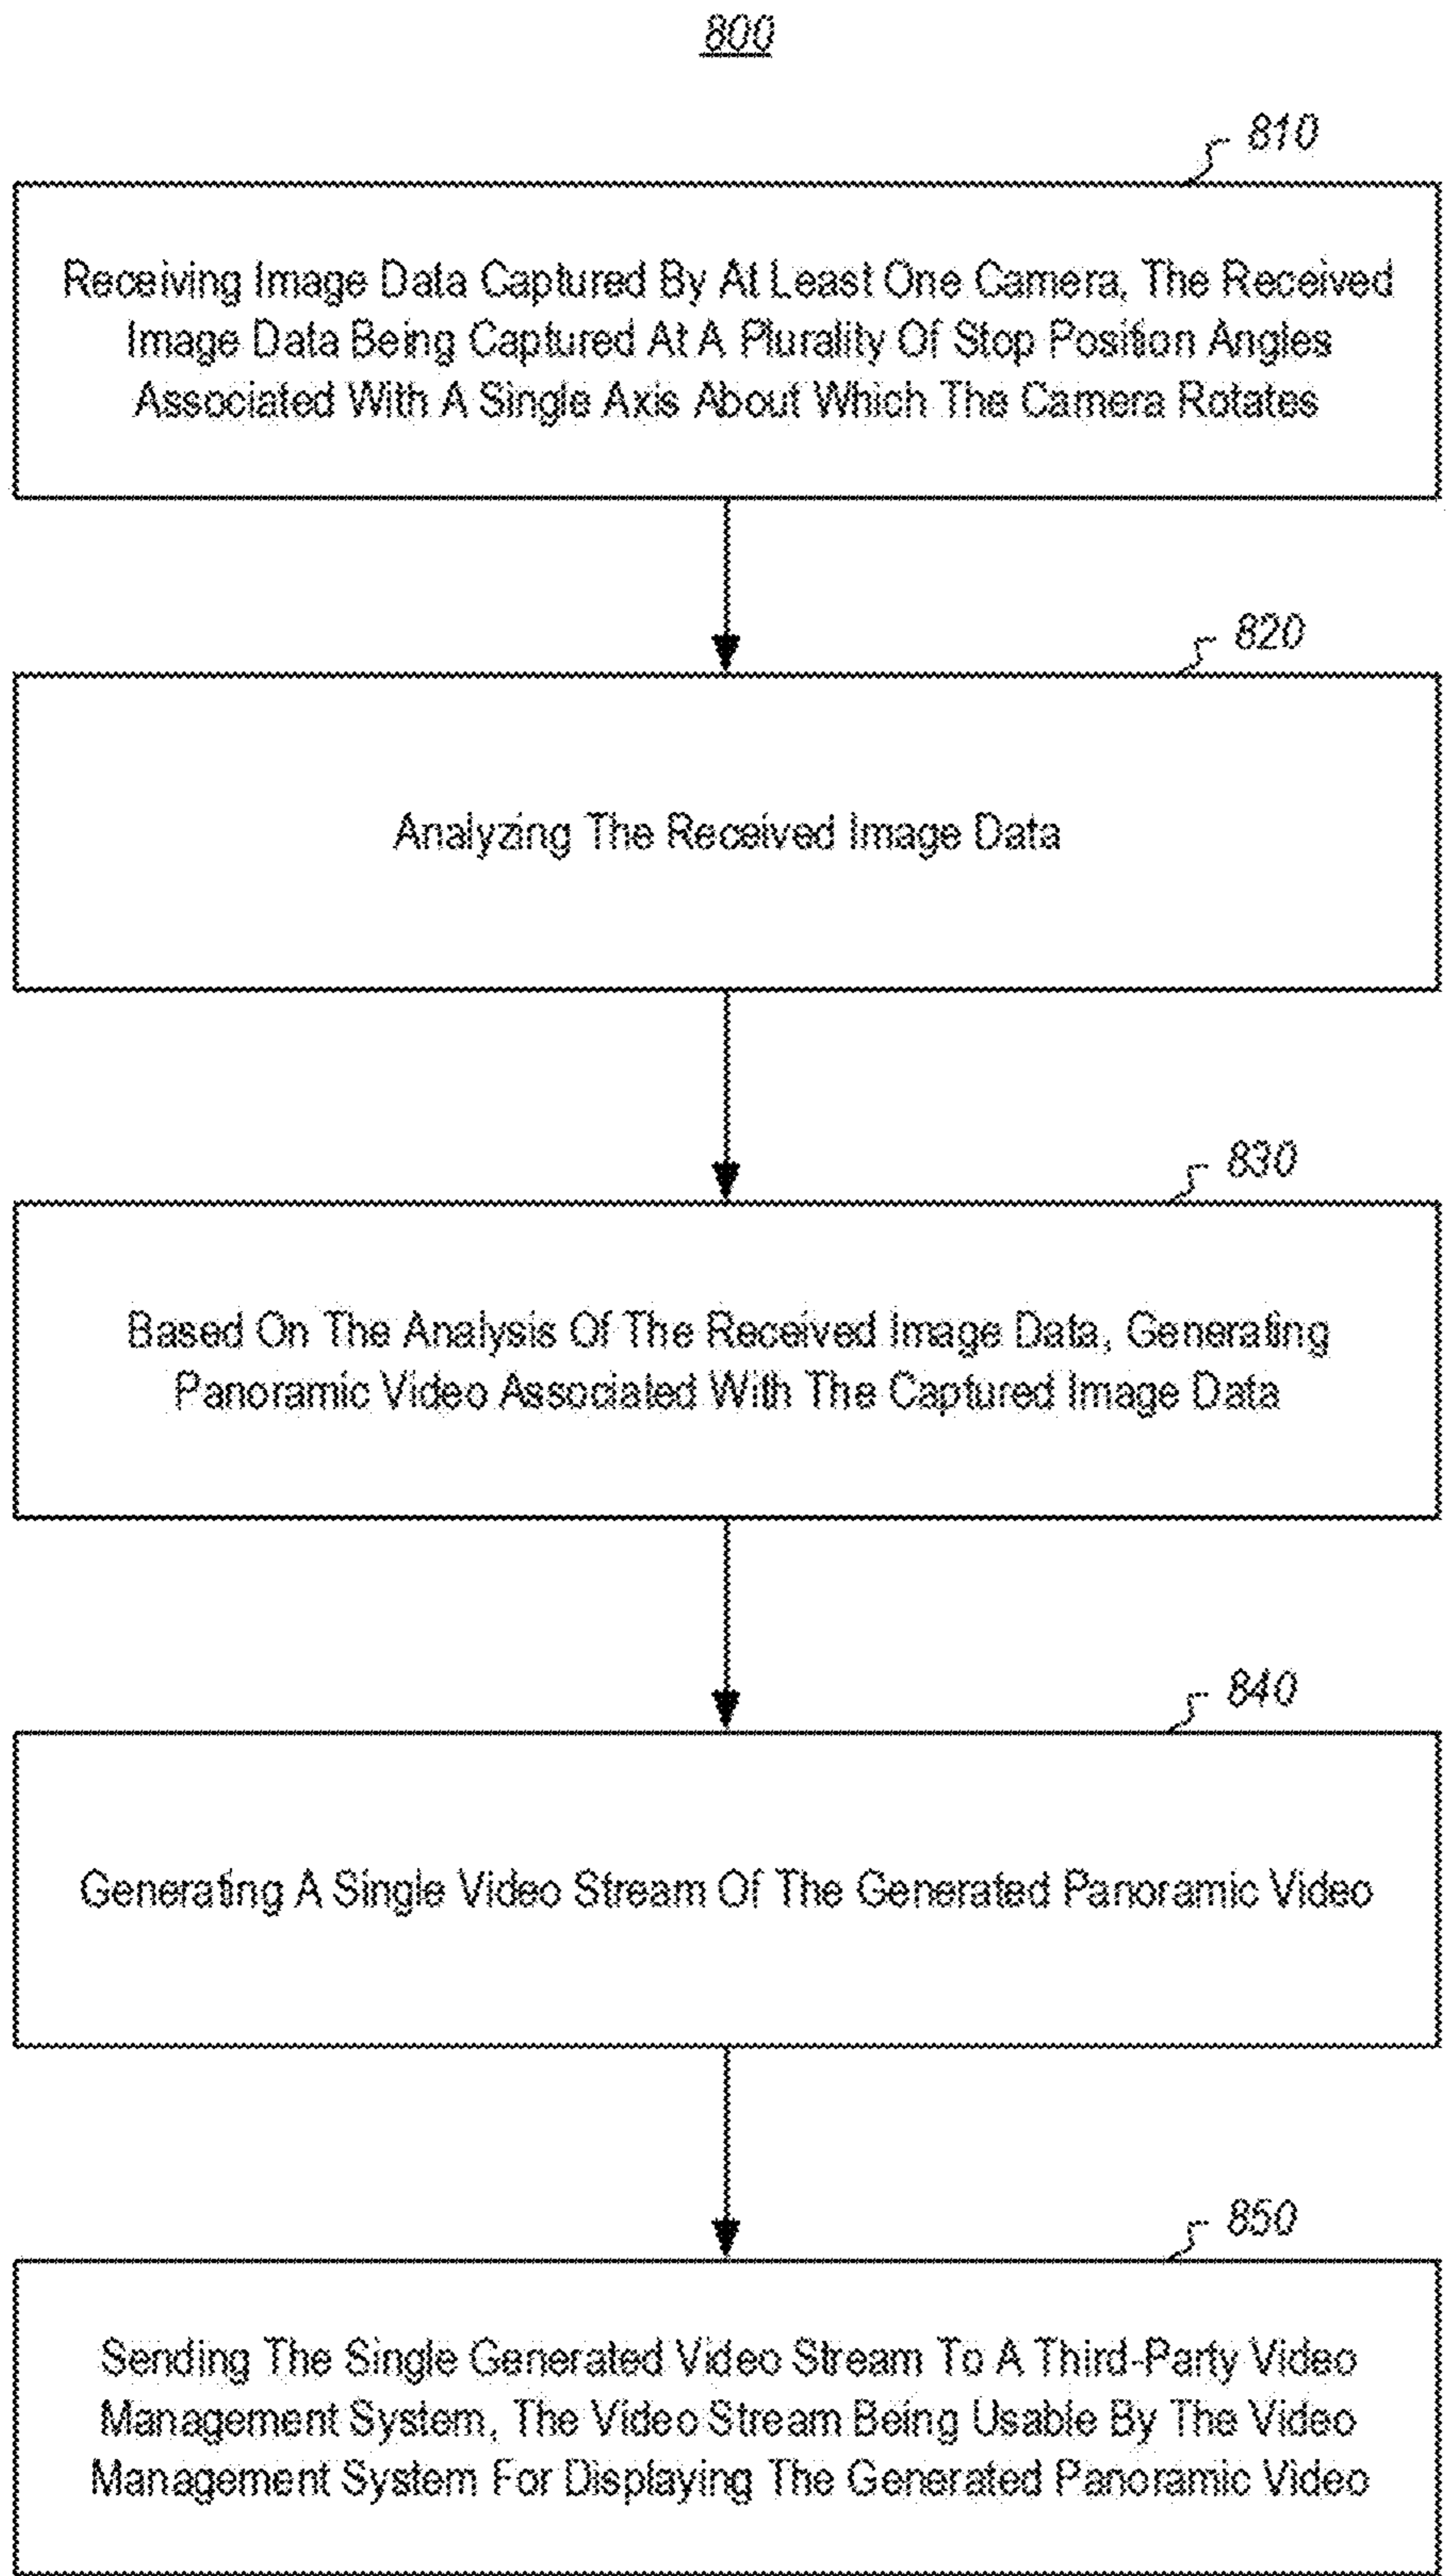 800
810
Receiving Image Data Captured By At Least One Camera, The Received
Image Data Being Captured At A Plurality Of Stop Position Angles
Associated With A Single Axis About Which The Camera Rotates
820
Analyzing The Received Image Data
830
Based On The Analysis Of The Received Image Data, Generating
Panoramic Video Associated With The Captured Image Data
840
Generating A Single Video Stream Of The Generated Panoramic Video
850
Sending The Single Generated Video Stream To A Third-Party Video
Management System, The Video Stream Being Usable By The Video
Management System For Displaying The Generated Panoramic Video